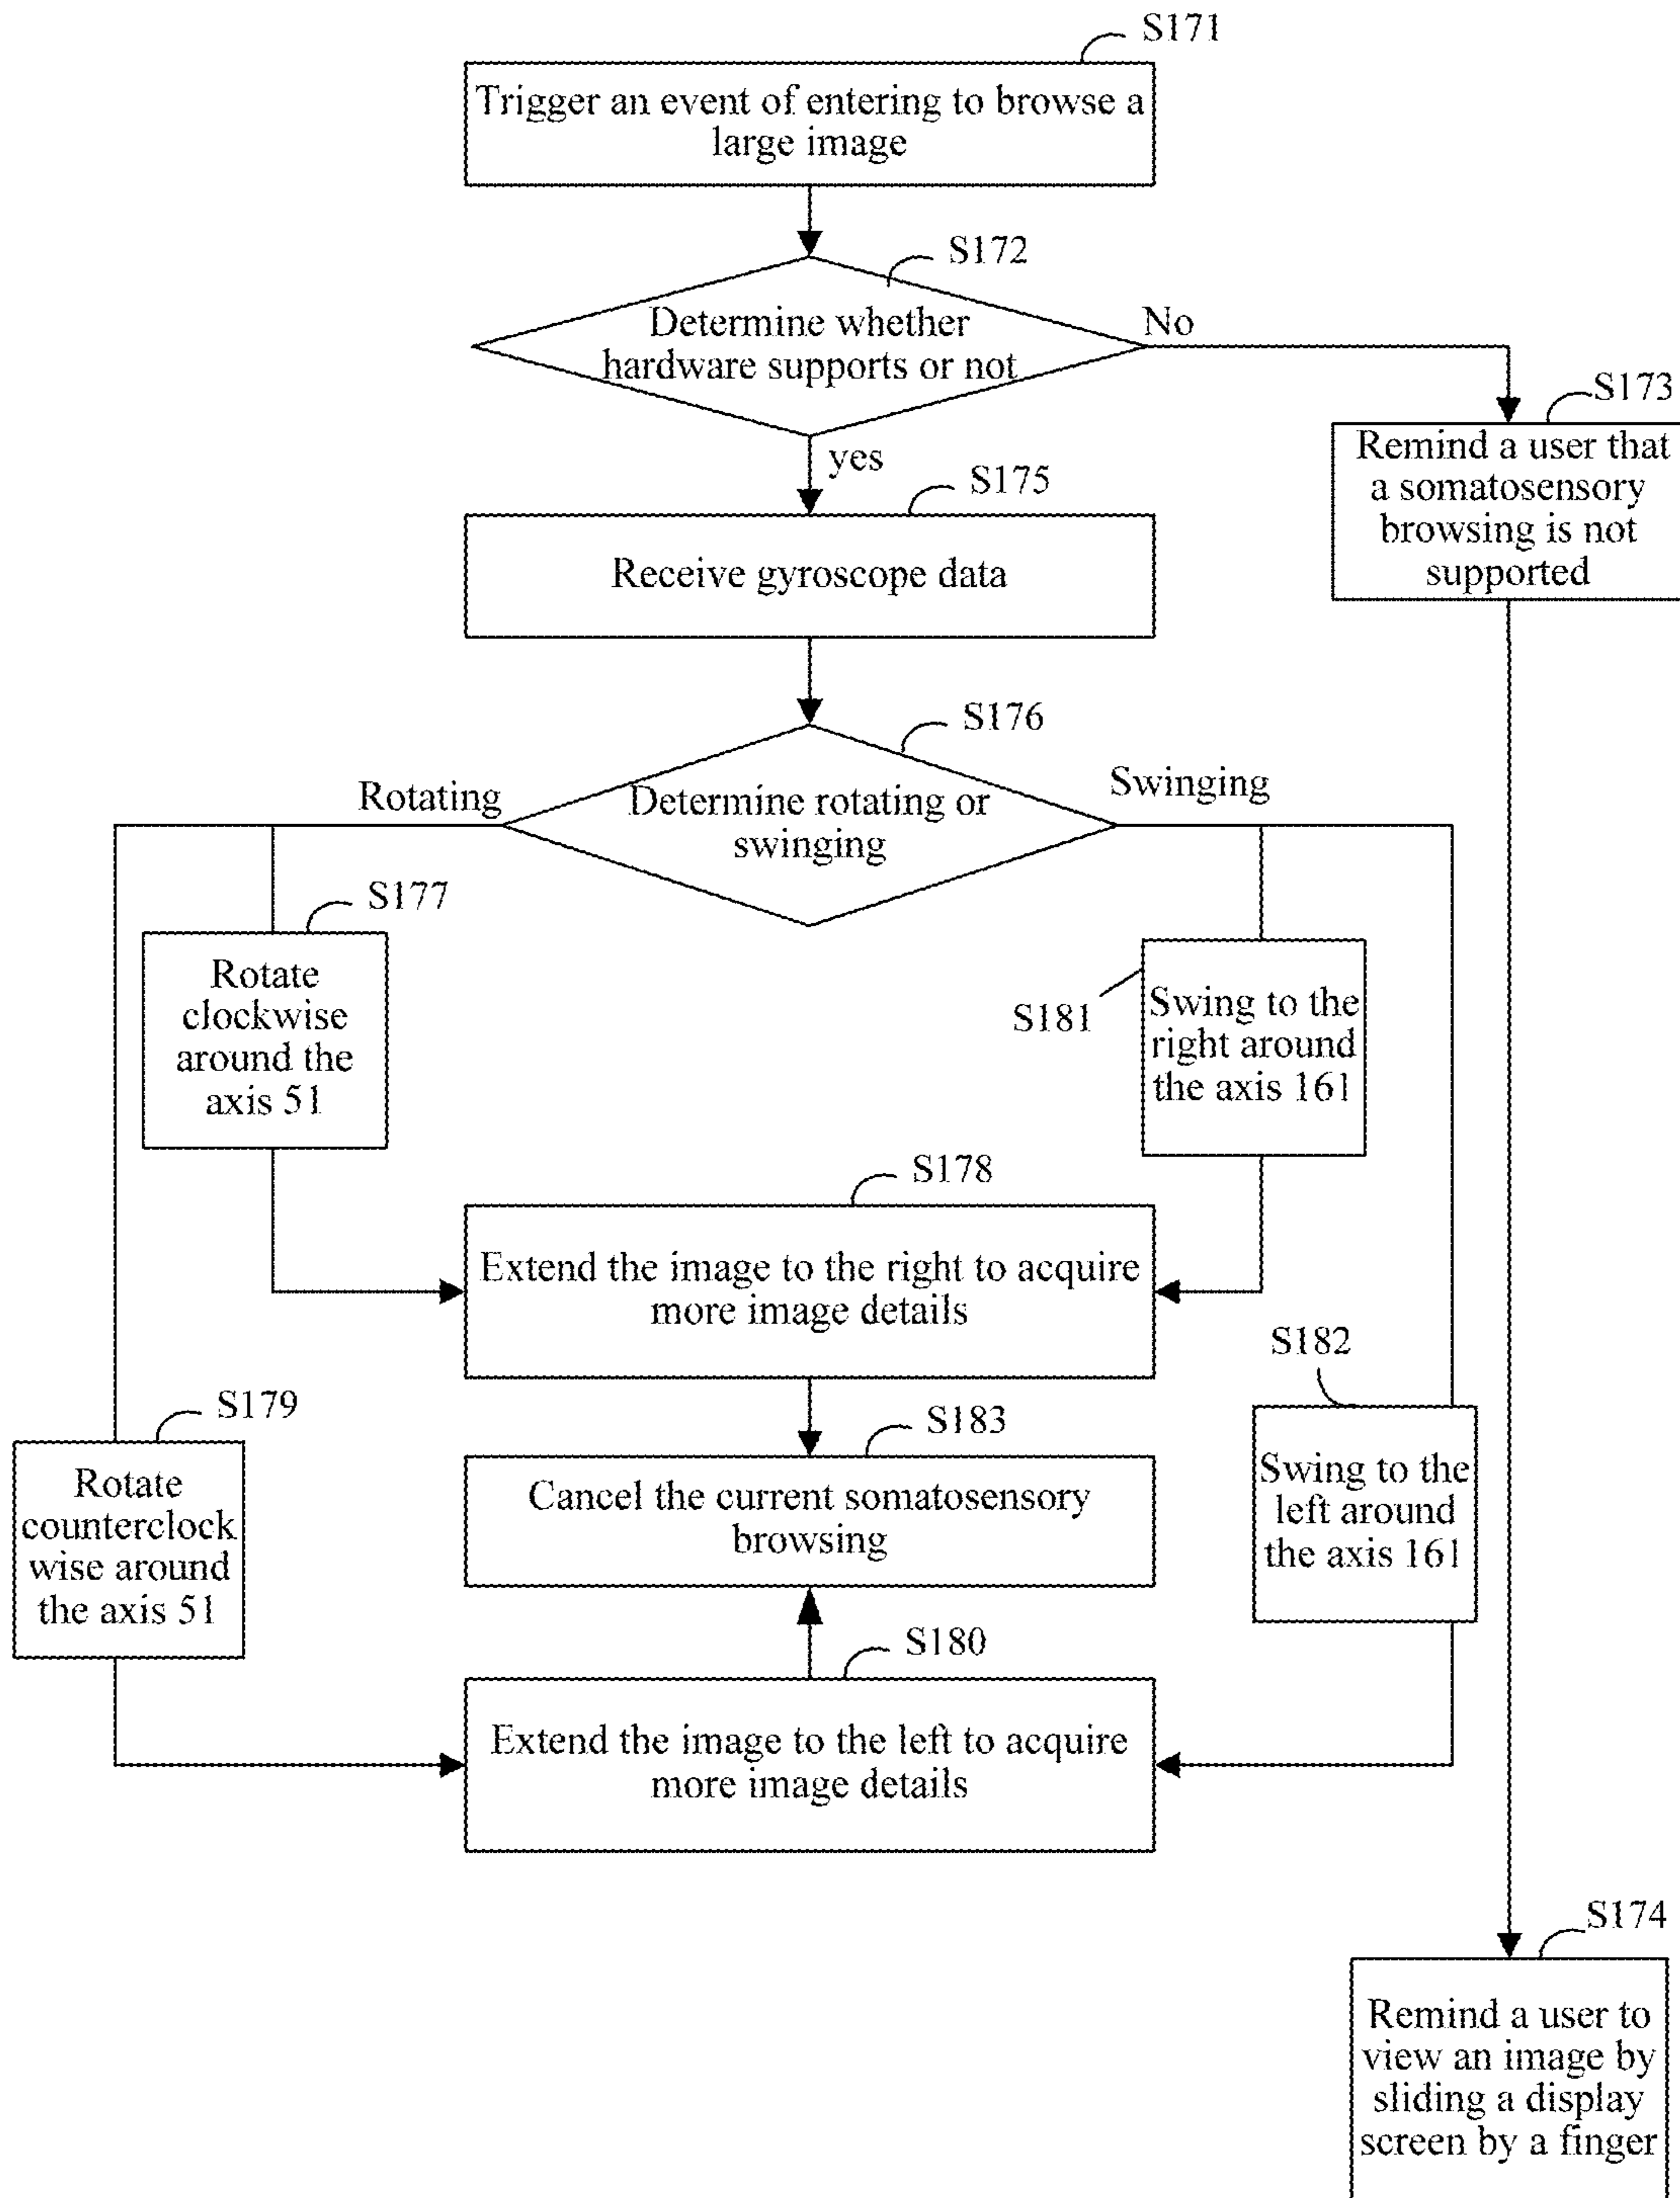 S171
Trigger an event of entering to browse a
large image
S172
Determine whether
hardware supports or not
No
yes
S173
Remind a user that
a somatosensory
browsing is not
supported
S175
Receive gyroscope data
S176
Determine rotating or
swinging
Rotating
Swinging
S177
Rotate
clockwise
around the
axis 51
S181
Swing to the
right around
the axis 161
S178
Extend the image to the right to acquire
more image details
S182
Swing to the
left around
the axis 161
S179
Rotate
counterclock
wise around
the axis 51
S183
Cancel the current somatosensory
browsing
S180
Extend the image to the left to acquire
more image details
S174
Remind a user to
view an image by
sliding a display
screen by a finger